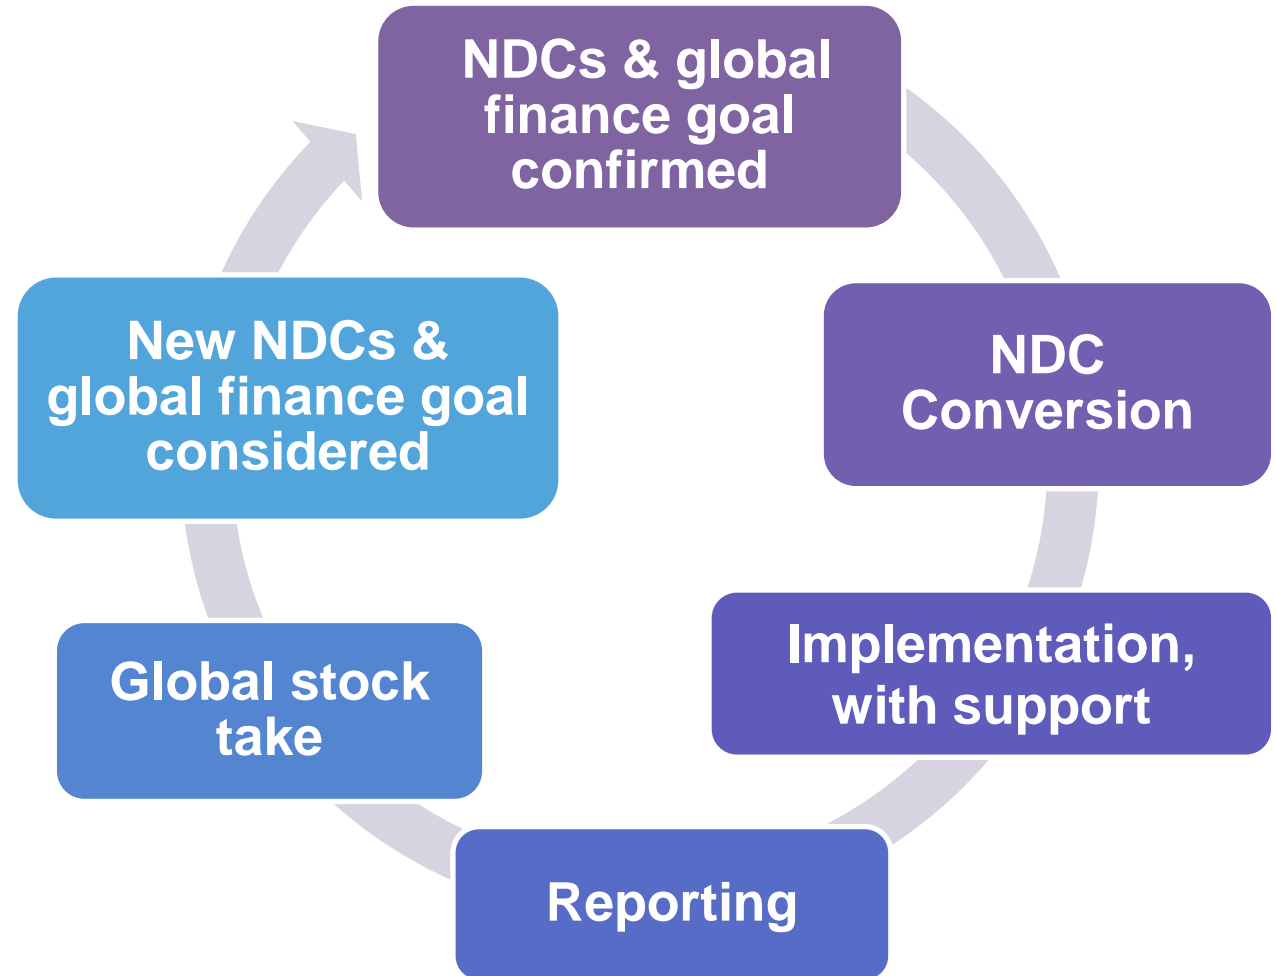 NDCs & global
finance goal
confirmed
NDC
Conversion
Implementation,
with support
Reporting
Global stock
take
New NDCs &
global finance goal
considered